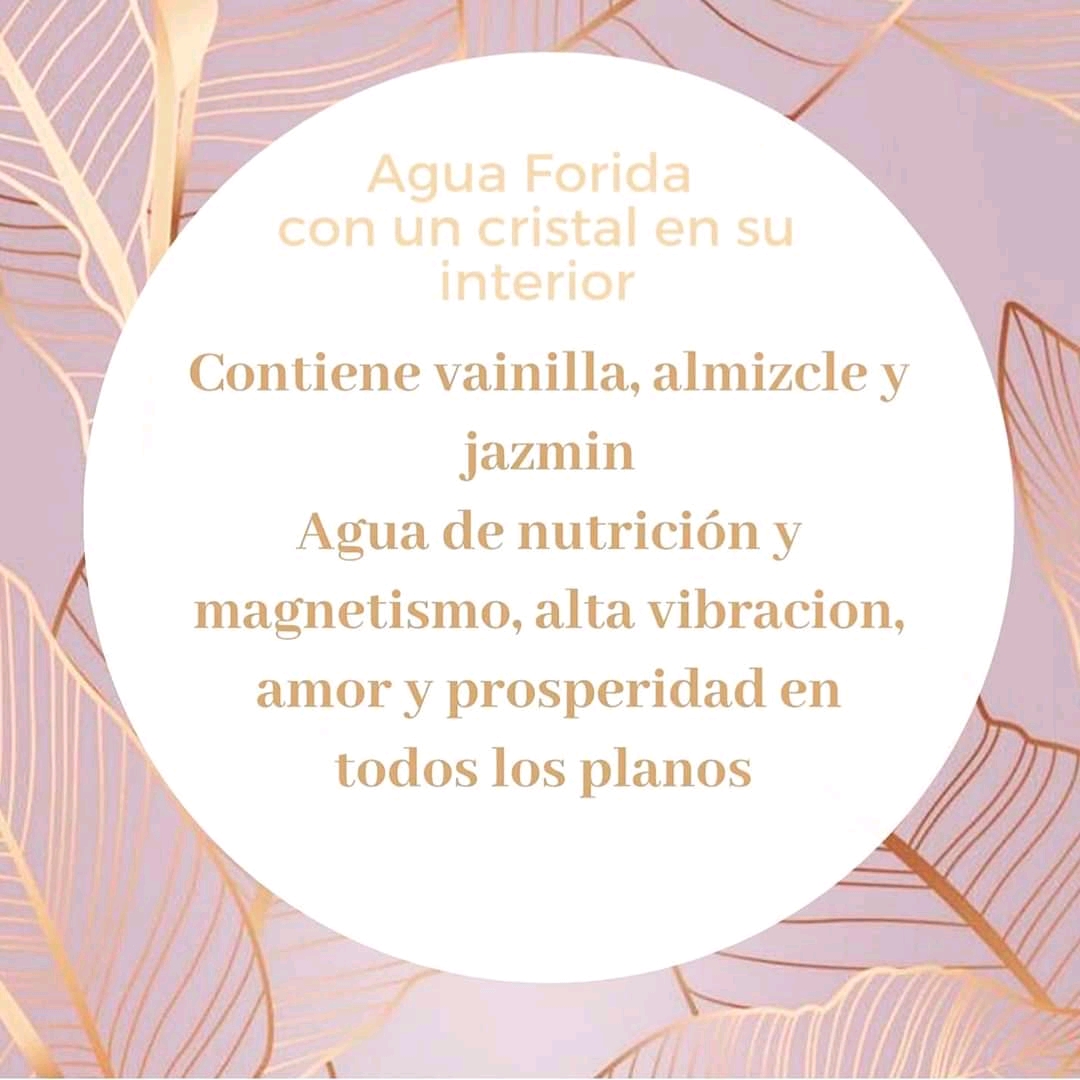 Agua Forida
con un cristal en su
interior
Contiene vainilla, almizcle y
jazmin
Agua de nutrición y
magnetismo, alta vibracion,
amor y prosperidad en
todos los planos